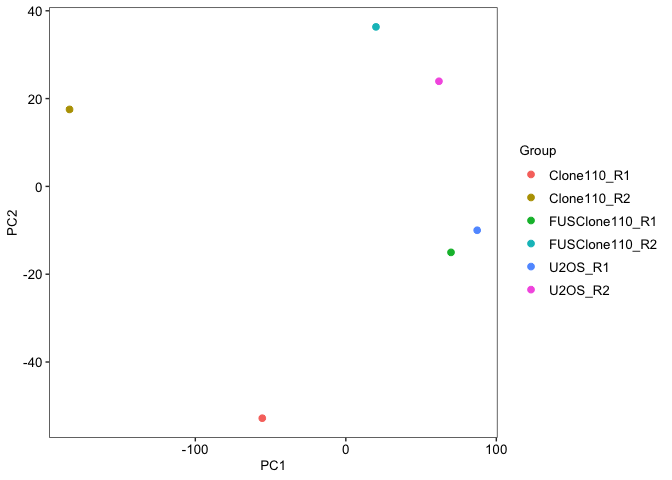 40
20
0
-20
-40
PC2
-100
0
100
PC1
Group
Clone110_R1
Clone110_R2
FUSClone110_R1
FUSClone110_R2
U2OS_R1
U2OS_R2